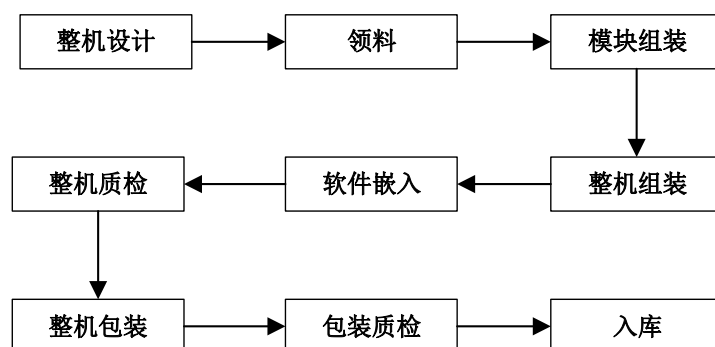 整机设计
领料
模块组装
整机组装
软件嵌入
整机质检
整机包装
包装质检
入库